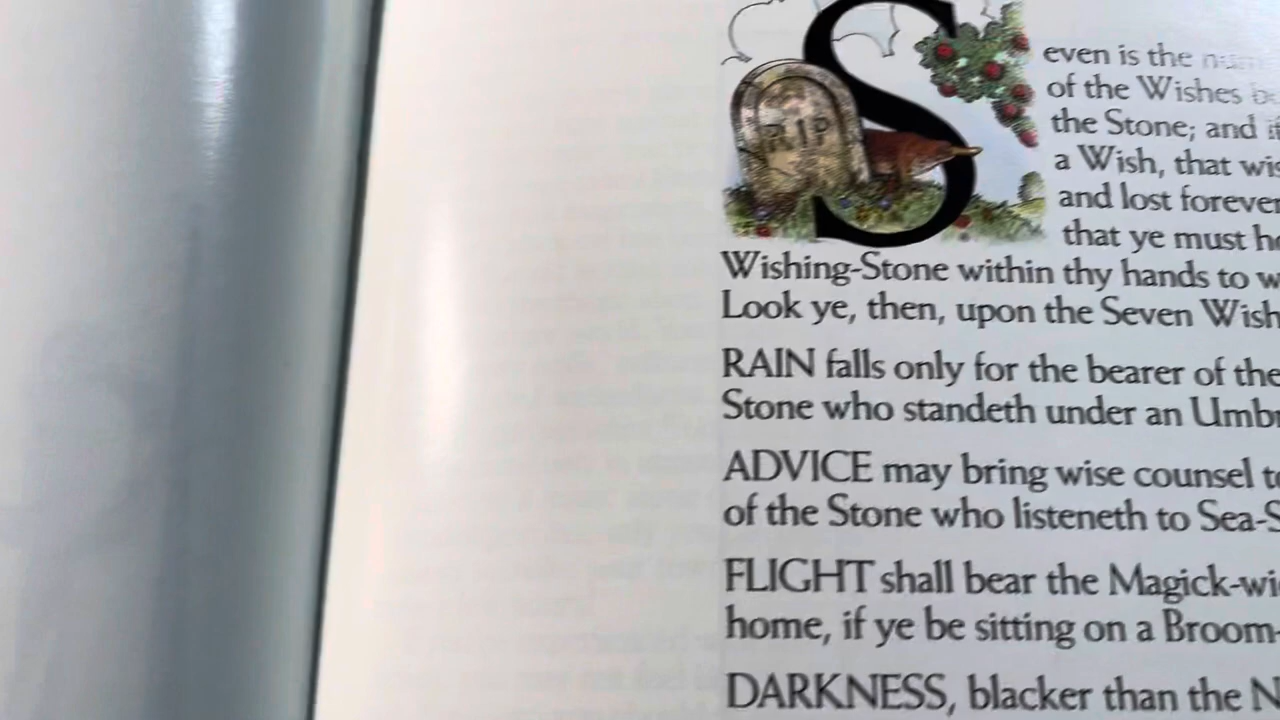 RIP
Seven is the
of the Wishes
the Stone; and
a Wish, that
and lost forever
that ye must
Wishing-Stone within thy hands to
Look ye, then, upon the Seven
RAIN falls only for the bearer of the
Stone who standeth under an
ADVICE may bring wise counsel
of the Stone who listeneth to
FLIGHT shall bear the
home, if ye be sitting on a
DARKNESS, blacker than the